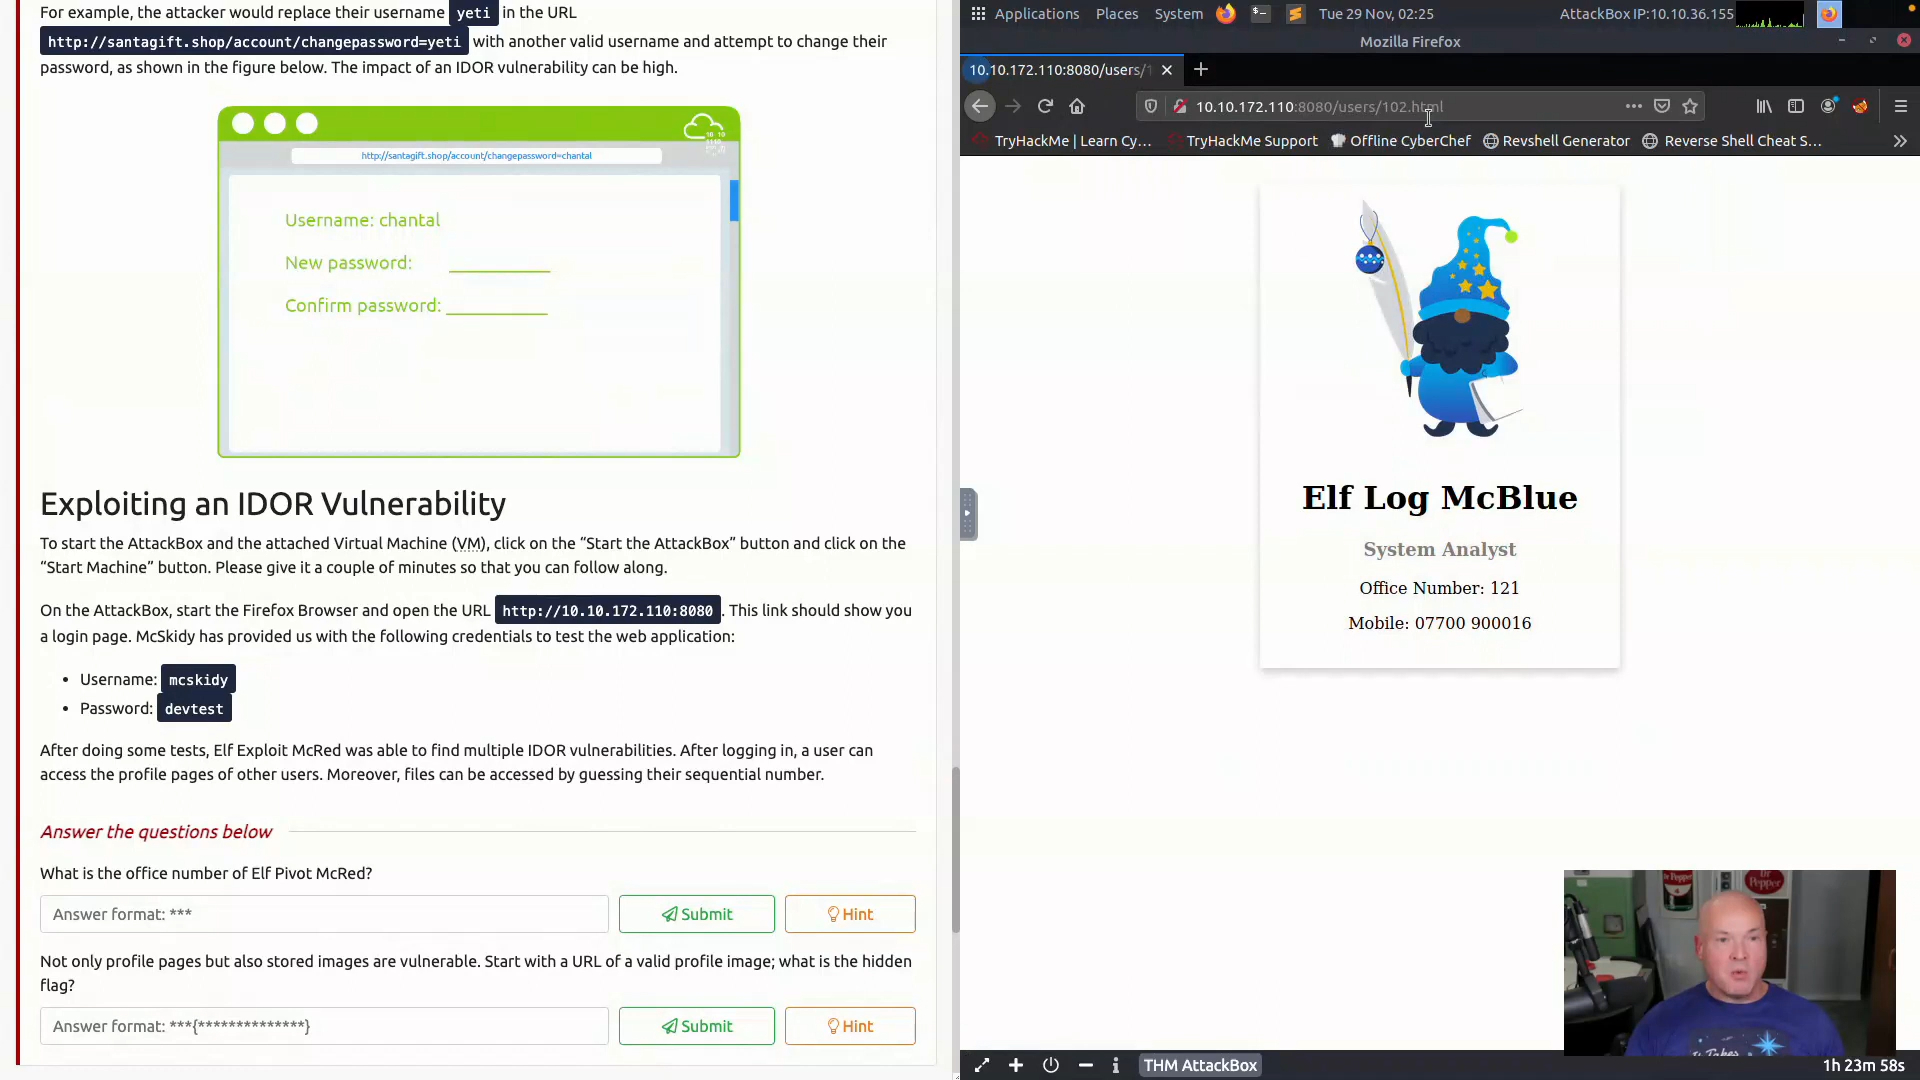 For example, the attacker would replace their username yeti in the URL
http://santagift.shop/account/changepassword=yeti with another valid username and attempt to change their
password, as shown in the figure below. The impact of an IDOR vulnerability can be high.
http://santagift.shop/account/changepassword=chantal
Username: chantal
New password: ___________
Confirm password: ___________
Exploiting an IDOR Vulnerability
To start the AttackBox and the attached Virtual Machine (VM), click on the “Start the AttackBox” button and click on the
“Start Machine” button. Please give it a couple of minutes so that you can follow along.
On the AttackBox, start the Firefox Browser and open the URL http://10.10.172.110:8080 . This link should show you
a login page. McSkidy has provided us with the following credentials to test the web application:
• Username: mcskidy
• Password: devtest
After doing some tests, Elf Exploit McRed was able to find multiple IDOR vulnerabilities. After logging in, a user can
access the profile pages of other users. Moreover, files can be accessed by guessing their sequential number.
Answer the questions below
What is the office number of Elf Pivot McRed?
Answer format: ***
Submit
Hint
Not only profile pages but also stored images are vulnerable. Start with a URL of a valid profile image; what is the hidden
flag?
Answer format: ***{**************}
Submit
Hint
Applications Places System Tue 29 Nov, 02:25 AttackBox IP:10.10.36.155
Mozilla Firefox
10.10.172.110:8080/users/1
10.10.172.110:8080/users/102.html
TryHackMe | Learn Cy… TryHackMe Support Offline CyberChef Revshell Generator Reverse Shell Cheat S…
Elf Log McBlue
System Analyst
Office Number: 121
Mobile: 07700 900016
Dr Pepper
THM AttackBox
1h 23m 58s